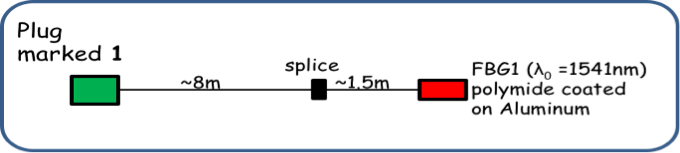 Plug
marked 1
~8m
splice
~1.5m
FBG1 (λ₀ =1541nm)
polymide coated
on Aluminum